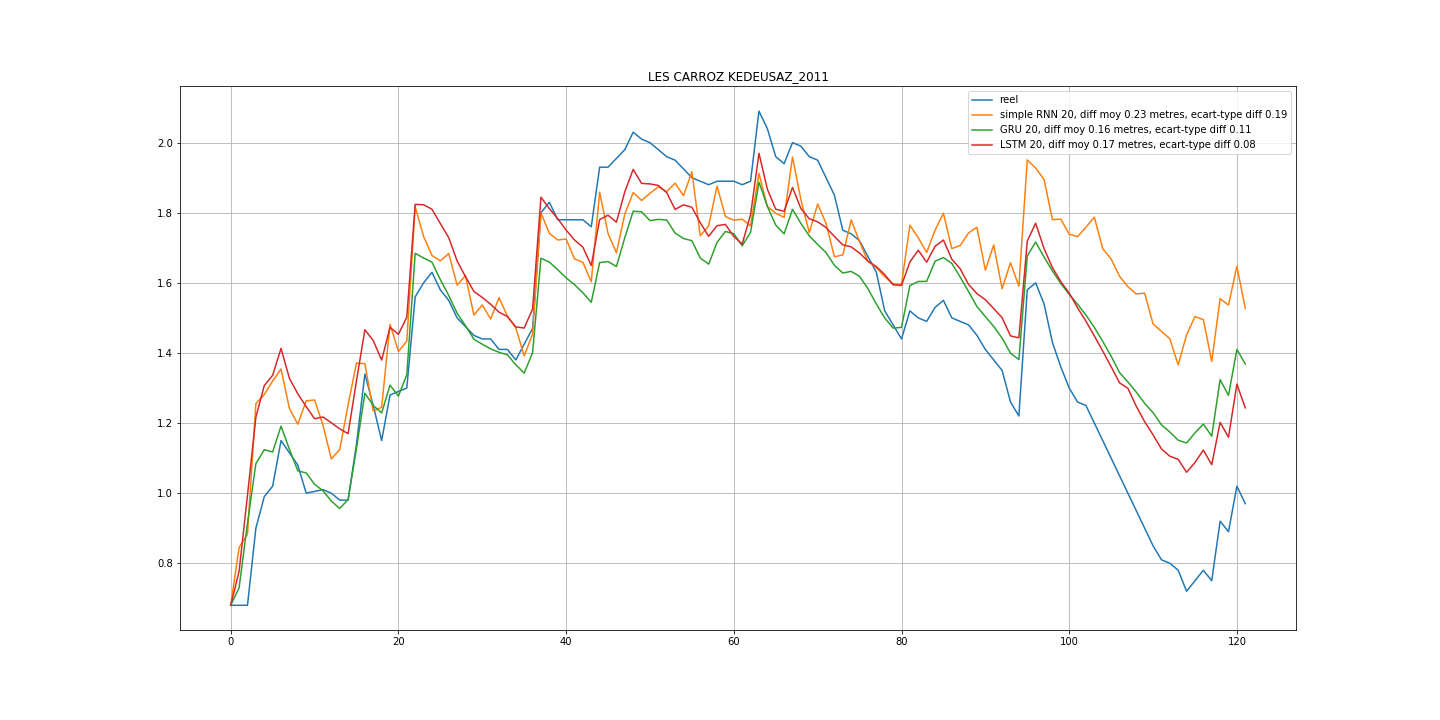 LES CARROZ KEDEUSAZ_2011
reel
simple RNN 20, diff moy 0.23 metres, ecart-type diff 0.19
GRU 20, diff moy 0.16 metres, ecart-type diff 0.11
LSTM 20, diff moy 0.17 metres, ecart-type diff 0.08
2.0
1.8
1.6
1.4
1.2
1.0
0.8
0 20 40 60 80 100 120